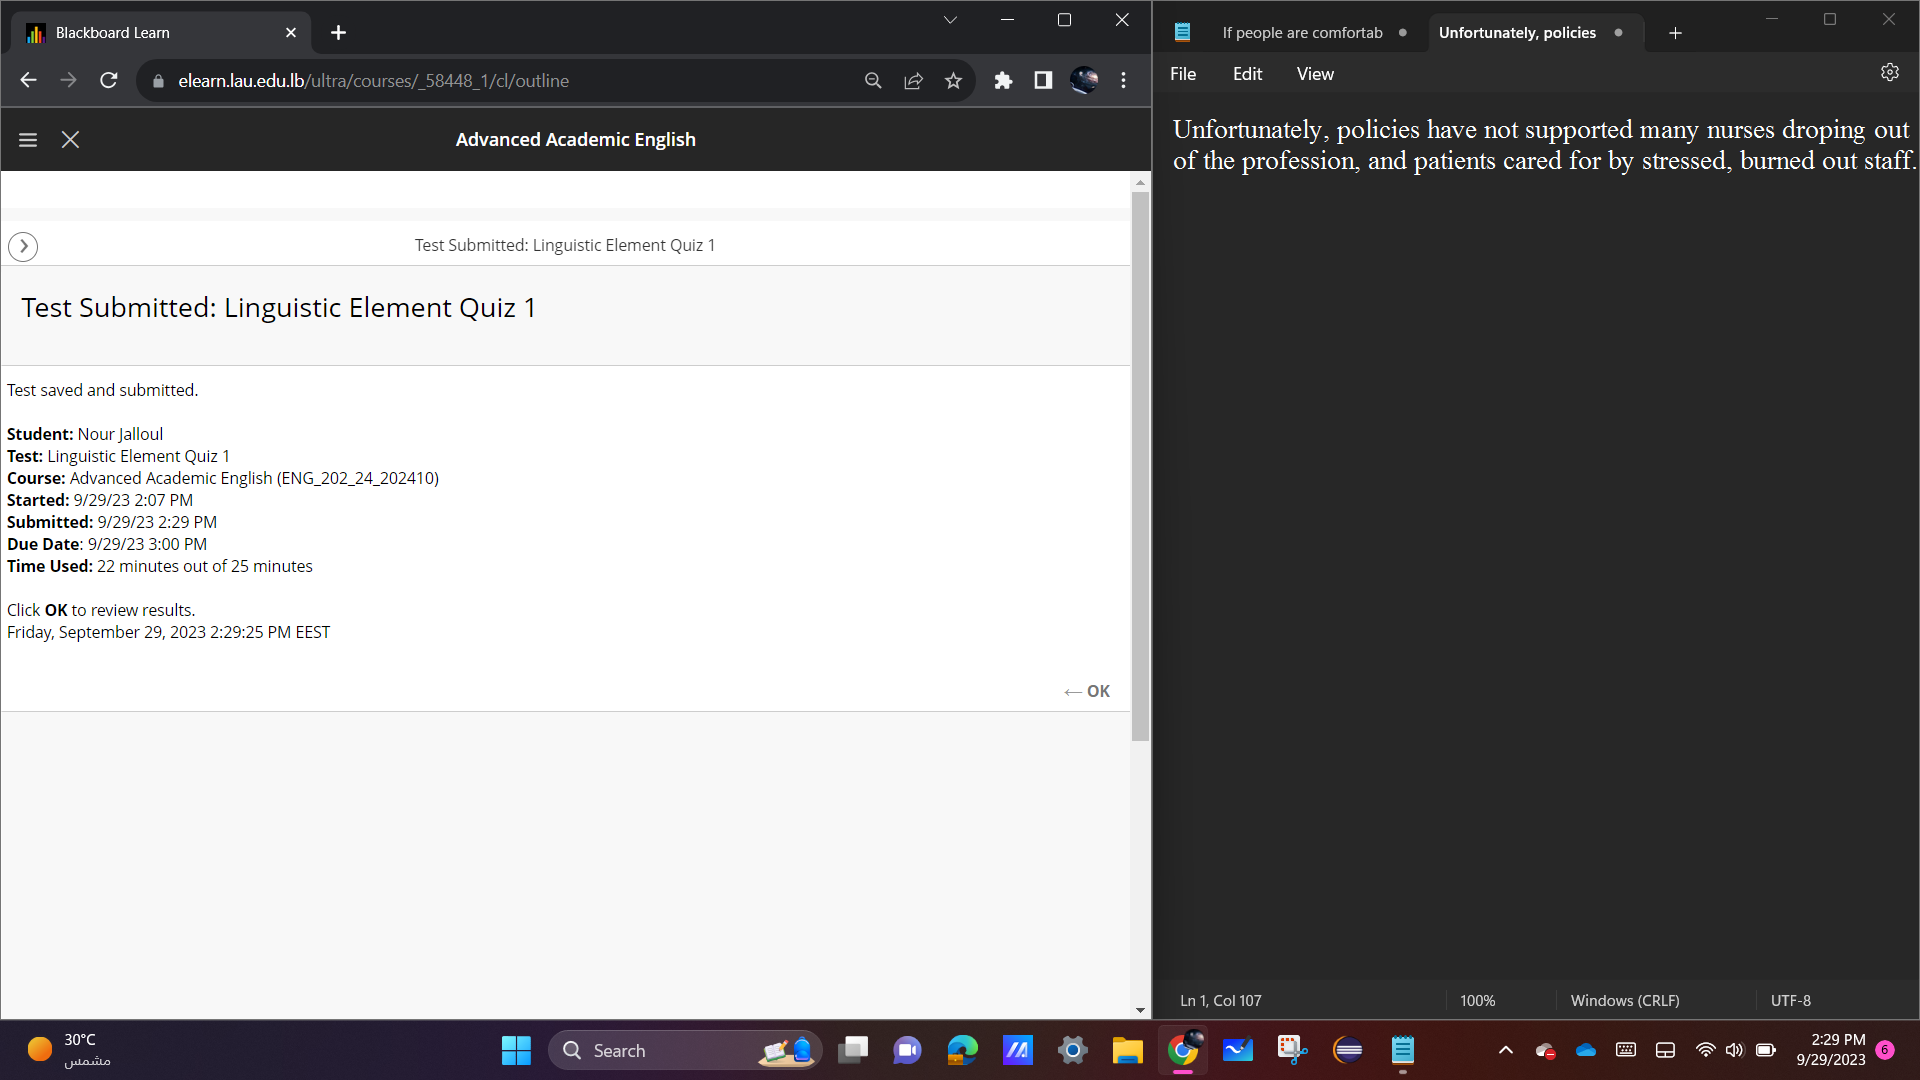 Blackboard Learn
elearn.lau.edu.lb/ultra/courses/_58448_1/cl/outline
Advanced Academic English
Test Submitted: Linguistic Element Quiz 1
Test Submitted: Linguistic Element Quiz 1
Test saved and submitted.
Student: Nour Jalloul
Test: Linguistic Element Quiz 1
Course: Advanced Academic English (ENG_202_24_202410)
Started: 9/29/23 2:07 PM
Submitted: 9/29/23 2:29 PM
Due Date: 9/29/23 3:00 PM
Time Used: 22 minutes out of 25 minutes
Click OK to review results.
Friday, September 29, 2023 2:29:25 PM EEST
← OK
If people are comfortab
Unfortunately, policies
File Edit View
Unfortunately, policies have not supported many nurses droping out
of the profession, and patients cared for by stressed, burned out staff.
Ln 1, Col 107 100% Windows (CRLF) UTF-8
30°C
مشمس
Search
2:29 PM
9/29/2023
6